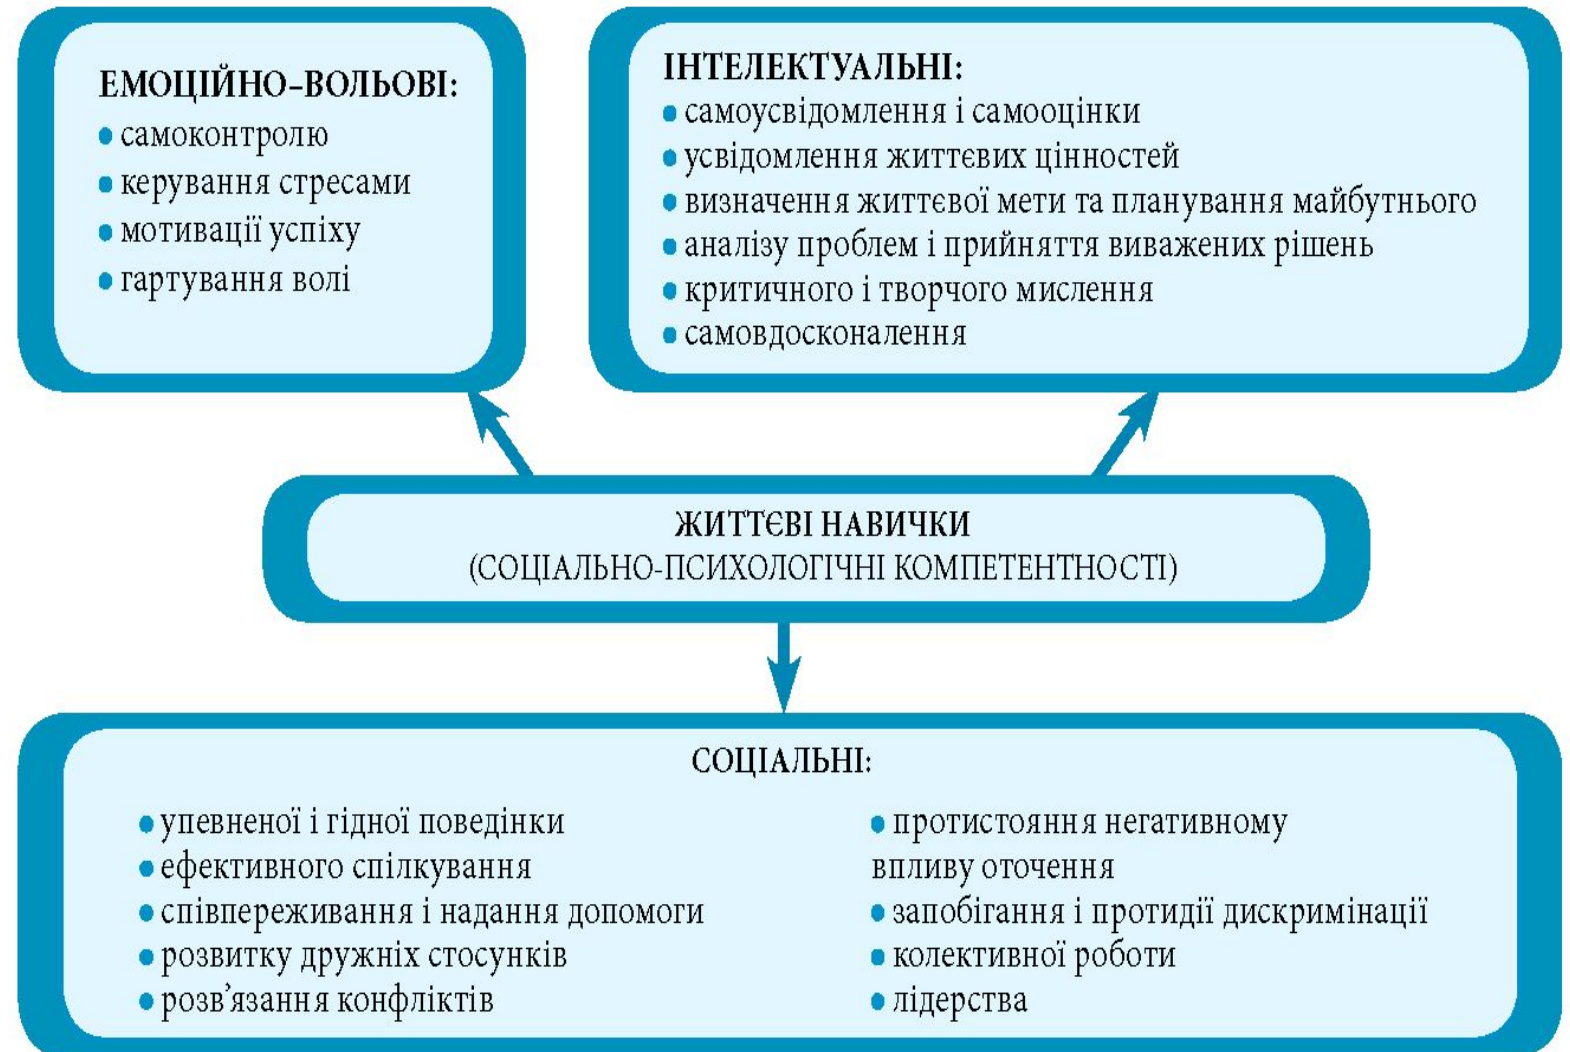 ЕМОЦІЙНО–ВОЛЬОВІ:
• самоконтролю
• керування стресами
• мотивації успіху
• гартування волі
ІНТЕЛЕКТУАЛЬНІ:
• самоусвідомлення і самооцінки
• усвідомлення життєвих цінностей
• визначення життєвої мети та планування майбутнього
• аналізу проблем і прийняття виважених рішень
• критичного і творчого мислення
• самовдосконалення
ЖИТТЄВІ НАВИЧКИ
(СОЦІАЛЬНО-ПСИХОЛОГІЧНІ КОМПЕТЕНТНОСТІ)
СОЦІАЛЬНІ:
• упевненої і гідної поведінки
• ефективного спілкування
• співпереживання і надання допомоги
• розвитку дружніх стосунків
• розв’язання конфліктів
• протистояння негативному
впливу оточення
• запобігання і протидії дискримінації
• колективної роботи
• лідерства